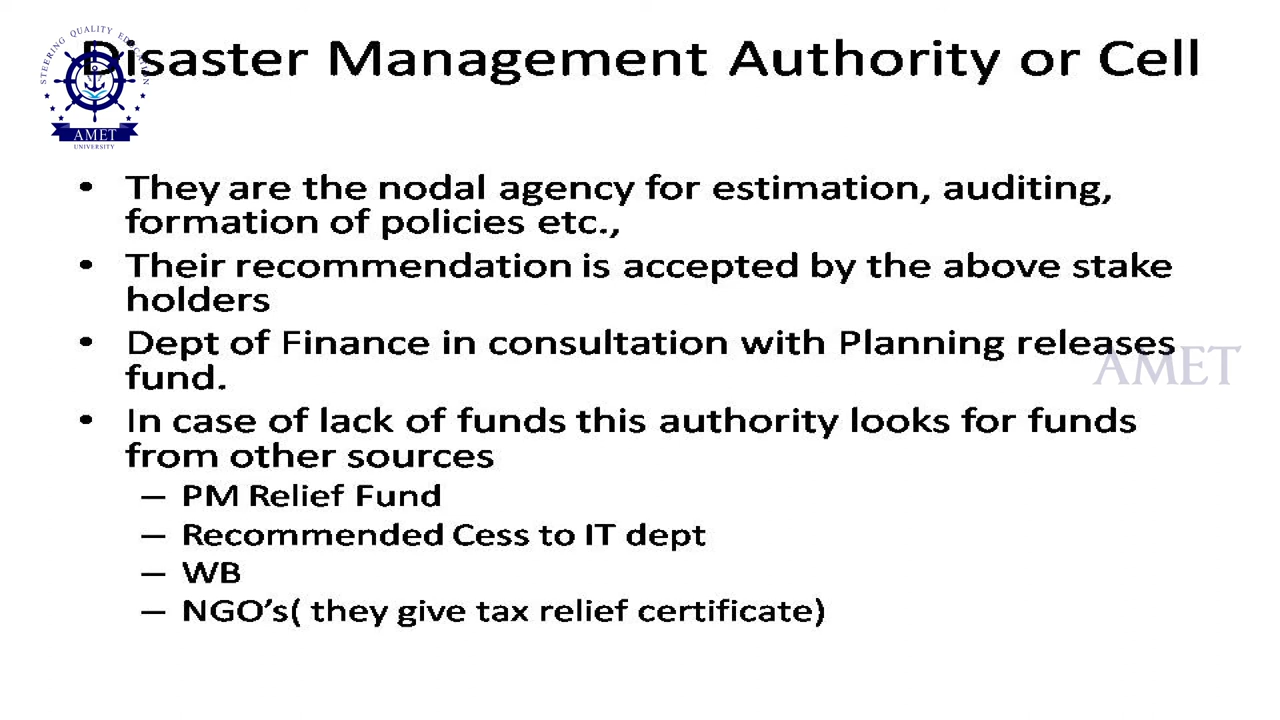 Disaster Management Authority or Cell
STEERING QUALITY EDUCATION
AMET
UNIVERSITY
• They are the nodal agency for estimation, auditing,
formation of policies etc.,
• Their recommendation is accepted by the above stake
holders
• Dept of Finance in consultation with Planning releases
fund.
AMET
• In case of lack of funds this authority looks for funds
from other sources
– PM Relief Fund
– Recommended Cess to IT dept
– WB
– NGO’s( they give tax relief certificate)